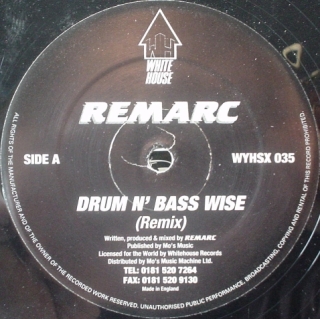 WHITE
HOUSE
REMARC
SIDE A
WYHSX 035
DRUM N' BASS WISE
(Remix)
Written, produced & mixed by REMARC
Published by Mo's Music
Licensed for the World by Whitehouse Records
Distributed by Mo's Music Machine Ltd.
TEL: 0181 520 7264
FAX: 0181 520 9130
Made in England
ALL RIGHTS OF THE MANUFACTURER AND OF THE OWNER OF THE RECORDED WORK RESERVED. UNAUTHORISED PUBLIC PERFORMANCE, BROADCASTING, COPYING AND RENTAL OF THIS RECORD PROHIBITED.